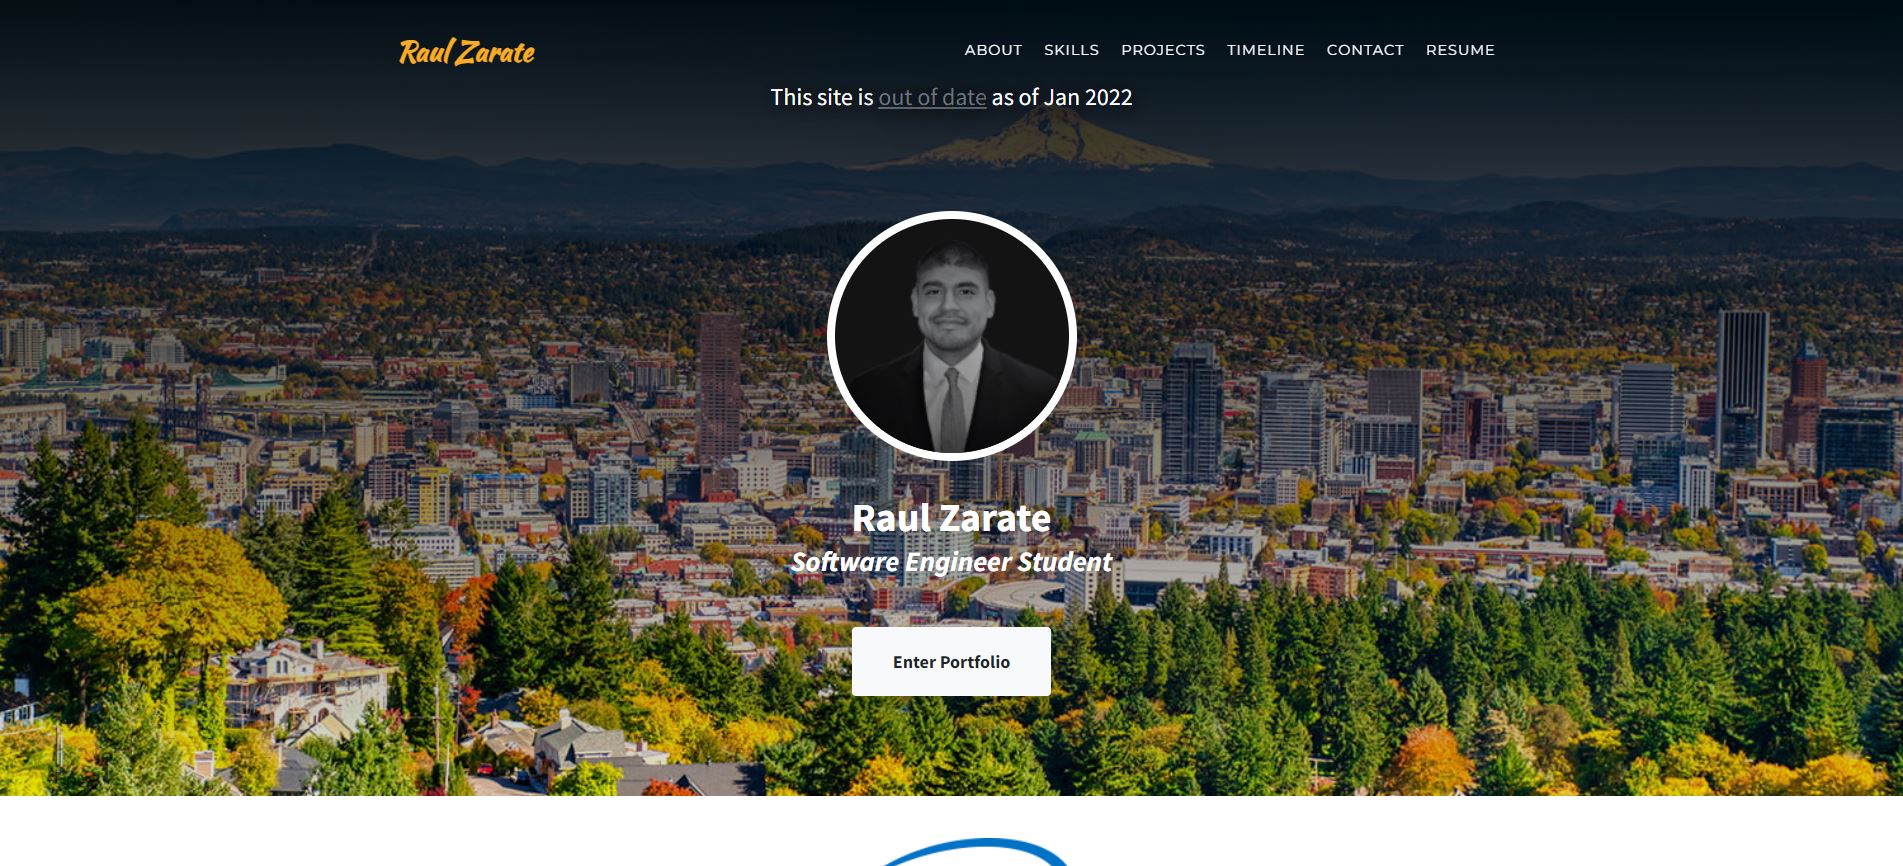 Raul Zarate
ABOUT SKILLS PROJECTS TIMELINE CONTACT RESUME
This site is out of date as of Jan 2022
Raul Zarate
Software Engineer Student
Enter Portfolio